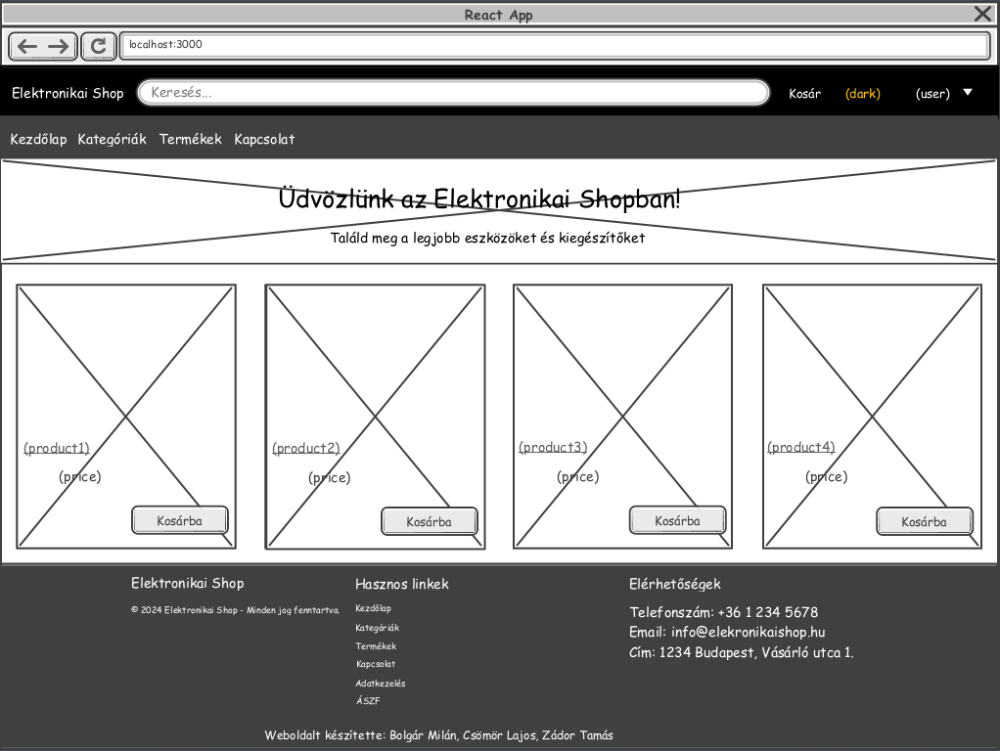 React App
localhost:3000
Elektronikai Shop
Keresés...
Kosár
(dark)
(user)
Kezdőlap Kategóriák Termékek Kapcsolat
Üdvözlünk az Elektronikai Shopban!
Találd meg a legjobb eszközöket és kiegészítőket
(product1)
(price)
Kosárba
(product2)
(price)
Kosárba
(product3)
(price)
Kosárba
(product4)
(price)
Kosárba
Elektronikai Shop
© 2024 Elektronikai Shop - Minden jog fenntartva.
Hasznos linkek
Kezdőlap
Kategóriák
Termékek
Kapcsolat
Adatkezelés
ÁSZF
Elérhetőségek
Telefonszám: +36 1 234 5678
Email: info@elekronikaishop.hu
Cím: 1234 Budapest, Vásárló utca 1.
Weboldalt készítette: Bolgár Milán, Csömör Lajos, Zádor Tamás